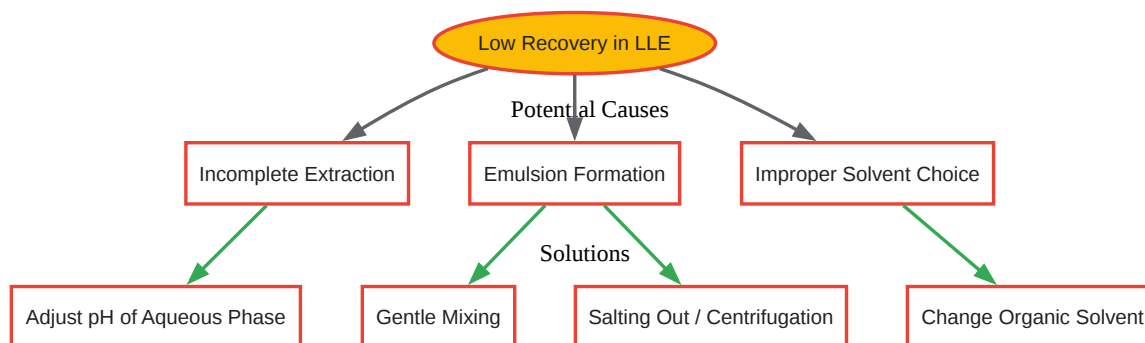 Low Recovery in LLE
Potential Causes
Incomplete Extraction
Emulsion Formation
Improper Solvent Choice
Solutions
Adjust pH of Aqueous Phase
Gentle Mixing
Salting Out / Centrifugation
Change Organic Solvent